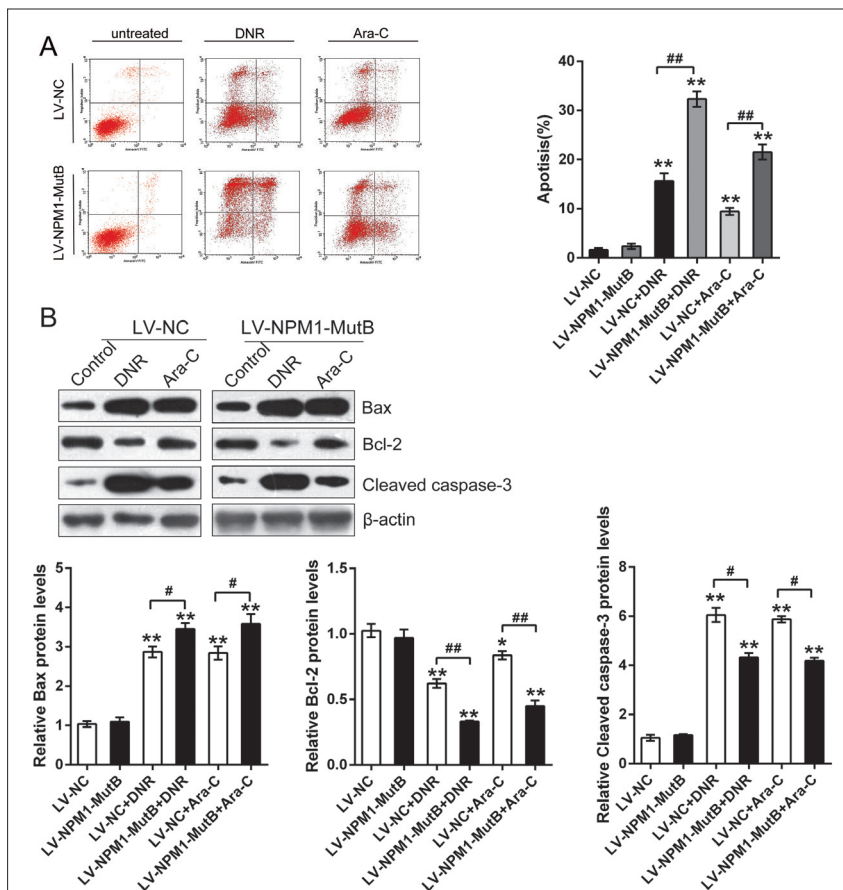 A
untreated
DNR
Ara-C
LV-NC
LV-NPM1-MutB
Apotisis(%)
40
30
20
10
0
**
##
**
**
##
**
LV-NC
LV-NPM1-MutB
LV-NC+DNR
LV-NPM1-MutB+DNR
LV-NC+Ara-C
LV-NPM1-MutB+Ara-C
B
LV-NC
LV-NPM1-MutB
Control
DNR
Ara-C
Control
DNR
Ara-C
Bax
Bcl-2
Cleaved caspase-3
β-actin
Relative Bax protein levels
5
4
3
2
1
0
**
#
**
**
#
**
LV-NC
LV-NPM1-MutB
LV-NC+DNR
LV-NPM1-MutB+DNR
LV-NC+Ara-C
LV-NPM1-MutB+Ara-C
Relative Bcl-2 protein levels
1.5
1.0
0.5
0.0
**
##
**
*
##
**
LV-NC
LV-NPM1-MutB
LV-NC+DNR
LV-NPM1-MutB+DNR
LV-NC+Ara-C
LV-NPM1-MutB+Ara-C
Relative Cleaved caspase-3 protein levels
8
6
4
2
0
**
#
**
**
#
**
LV-NC
LV-NPM1-MutB
LV-NC+DNR
LV-NPM1-MutB+DNR
LV-NC+Ara-C
LV-NPM1-MutB+Ara-C